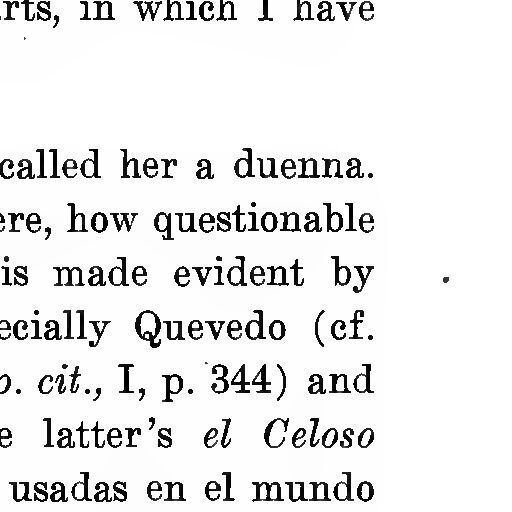 rts, in which I have
called her a duenna.
ere, how questionable
is made evident by
ecially Quevedo (cf.
p. cit., I, p. 344) and
e latter's el Celoso
usadas en el mundo